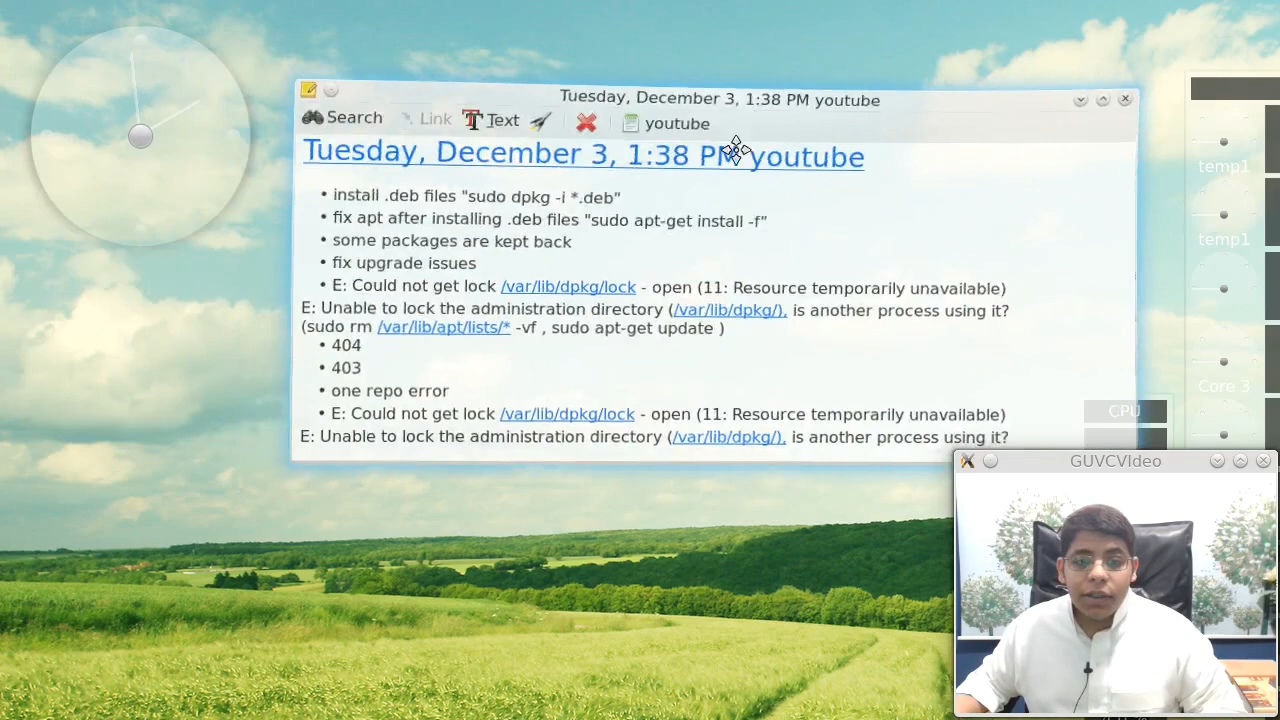 Tuesday, December 3, 1:38 PM youtube
Search Link Text youtube
Tuesday, December 3, 1:38 PM youtube
• install .deb files "sudo dpkg -i *.deb"
• fix apt after installing .deb files "sudo apt-get install -f"
• some packages are kept back
• fix upgrade issues
• E: Could not get lock /var/lib/dpkg/lock - open (11: Resource temporarily unavailable)
E: Unable to lock the administration directory (/var/lib/dpkg/), is another process using it?
(sudo rm /var/lib/apt/lists/* -vf , sudo apt-get update )
• 404
• 403
• one repo error
• E: Could not get lock /var/lib/dpkg/lock - open (11: Resource temporarily unavailable)
E: Unable to lock the administration directory (/var/lib/dpkg/), is another process using it?
temp1
temp1
Core 3
CPU
GUVCVIdeo